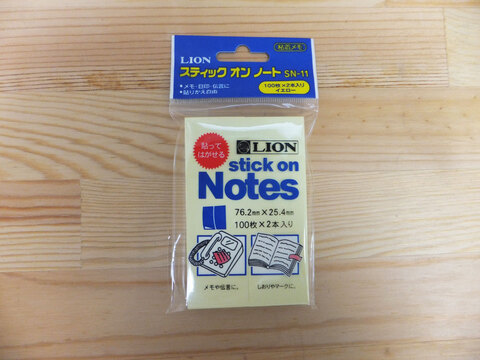 粘着メモ
LION
スティック オン ノート SN-11
•メモ・目印・伝言に
•貼りかえ自由
100枚×2本入り
イエロー
貼って
はがせる
LION
stick on
Notes
76.2mm×25.4mm
100枚×2本入り
メモや伝言に。
しおりやマークに。